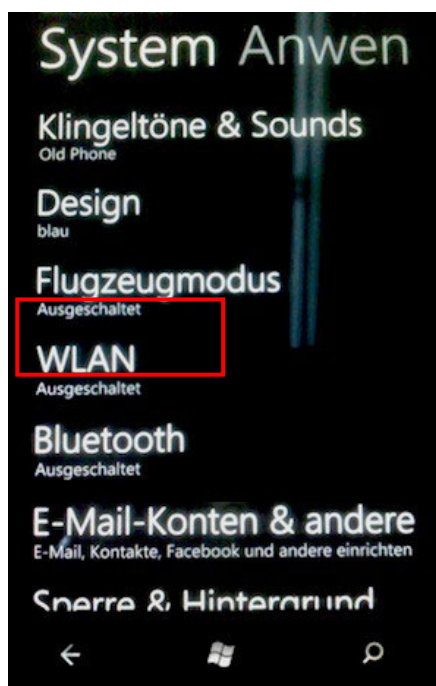 System Anwen
Klingeltöne & Sounds
Old Phone
Design
blau
Flugzeugmodus
Ausgeschaltet
WLAN
Ausgeschaltet
Bluetooth
Ausgeschaltet
E-Mail-Konten & andere
E-Mail, Kontakte, Facebook und andere einrichten
Sperre & Hintergrund